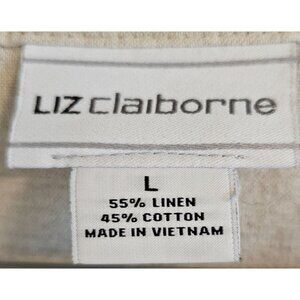 LIZ claiborne
L
55% LINEN
45% COTTON
MADE IN VIETNAM